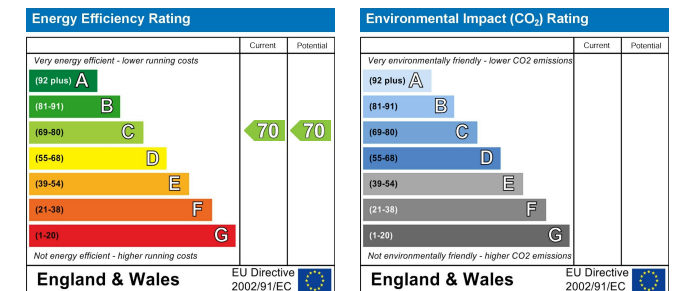 Energy Efficiency Rating
Current Potential
Very energy efficient - lower running costs
(92 plus) A
(81-91) B
(69-80) C 70 70
(55-68) D
(39-54) E
(21-38) F
(1-20) G
Not energy efficient - higher running costs
England & Wales
EU Directive
2002/91/EC
Environmental Impact (CO₂) Rating
Current Potential
Very environmentally friendly - lower CO2 emissions
(92 plus) A
(81-91) B
(69-80) C
(55-68) D
(39-54) E
(21-38) F
(1-20) G
Not environmentally friendly - higher CO2 emissions
England & Wales
EU Directive
2002/91/EC